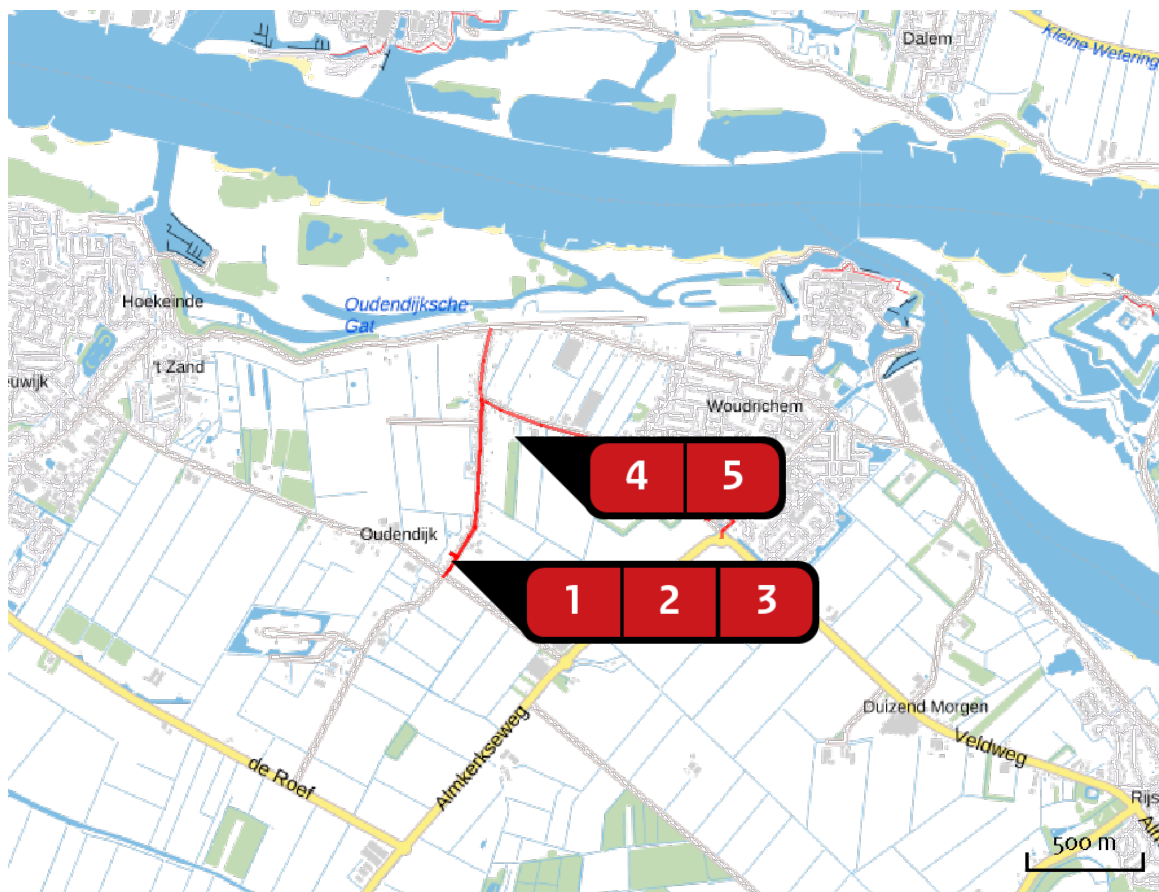 Dalem
Kleine Wetering
Hoekeinde
Oudendijksche
Gat
't Zand
euwijk
Woudrichem
4 5
Oudendijk
1 2 3
Duizend Morgen
Veldweg
Almkerkseweg
de Roef
Rijs
Alm
500 m